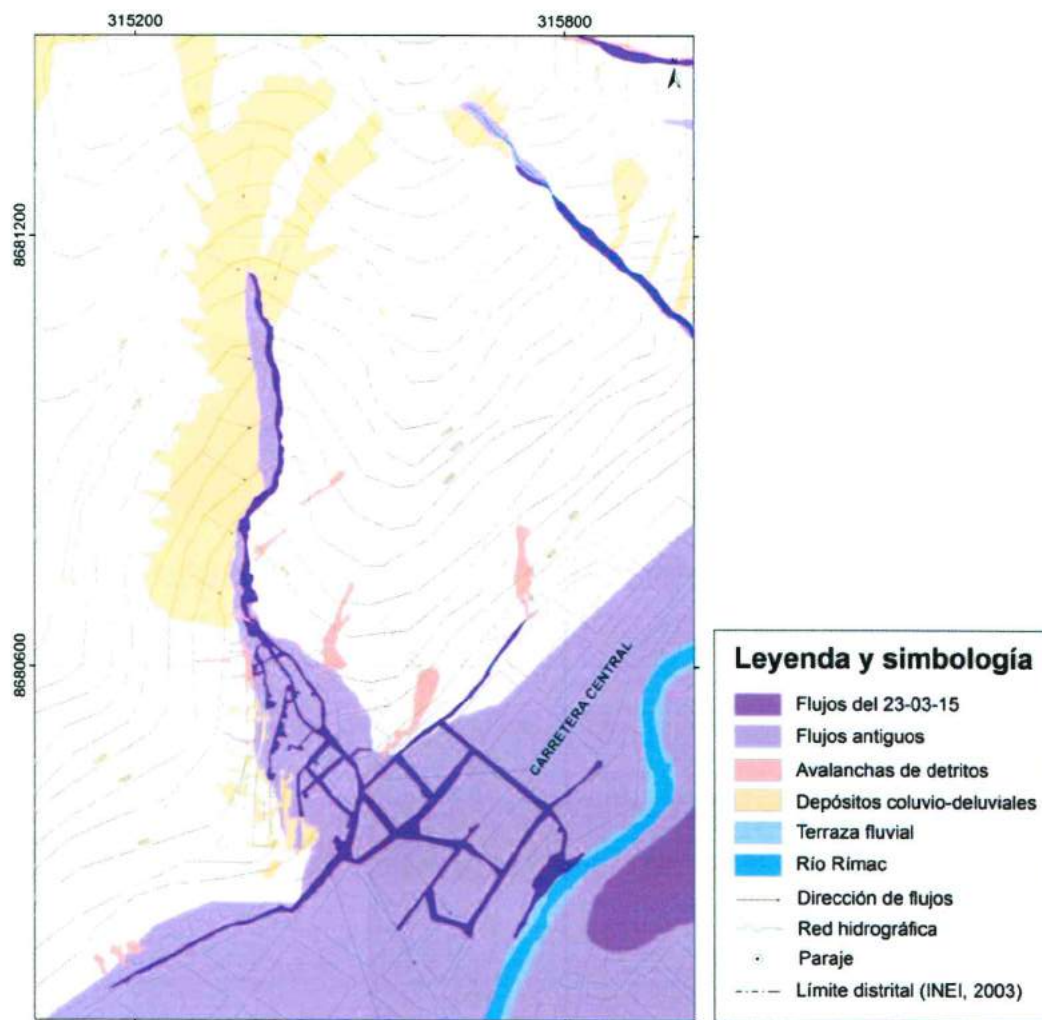 315200
315800
8681200
8680600
CARRETERA CENTRAL
Leyenda y simbología
Flujos del 23-03-15
Flujos antiguos
Avalanchas de detritos
Depósitos coluvio-deluviales
Terraza fluvial
Río Rímac
Dirección de flujos
Red hidrográfica
Paraje
Límite distrital (INEI, 2003)